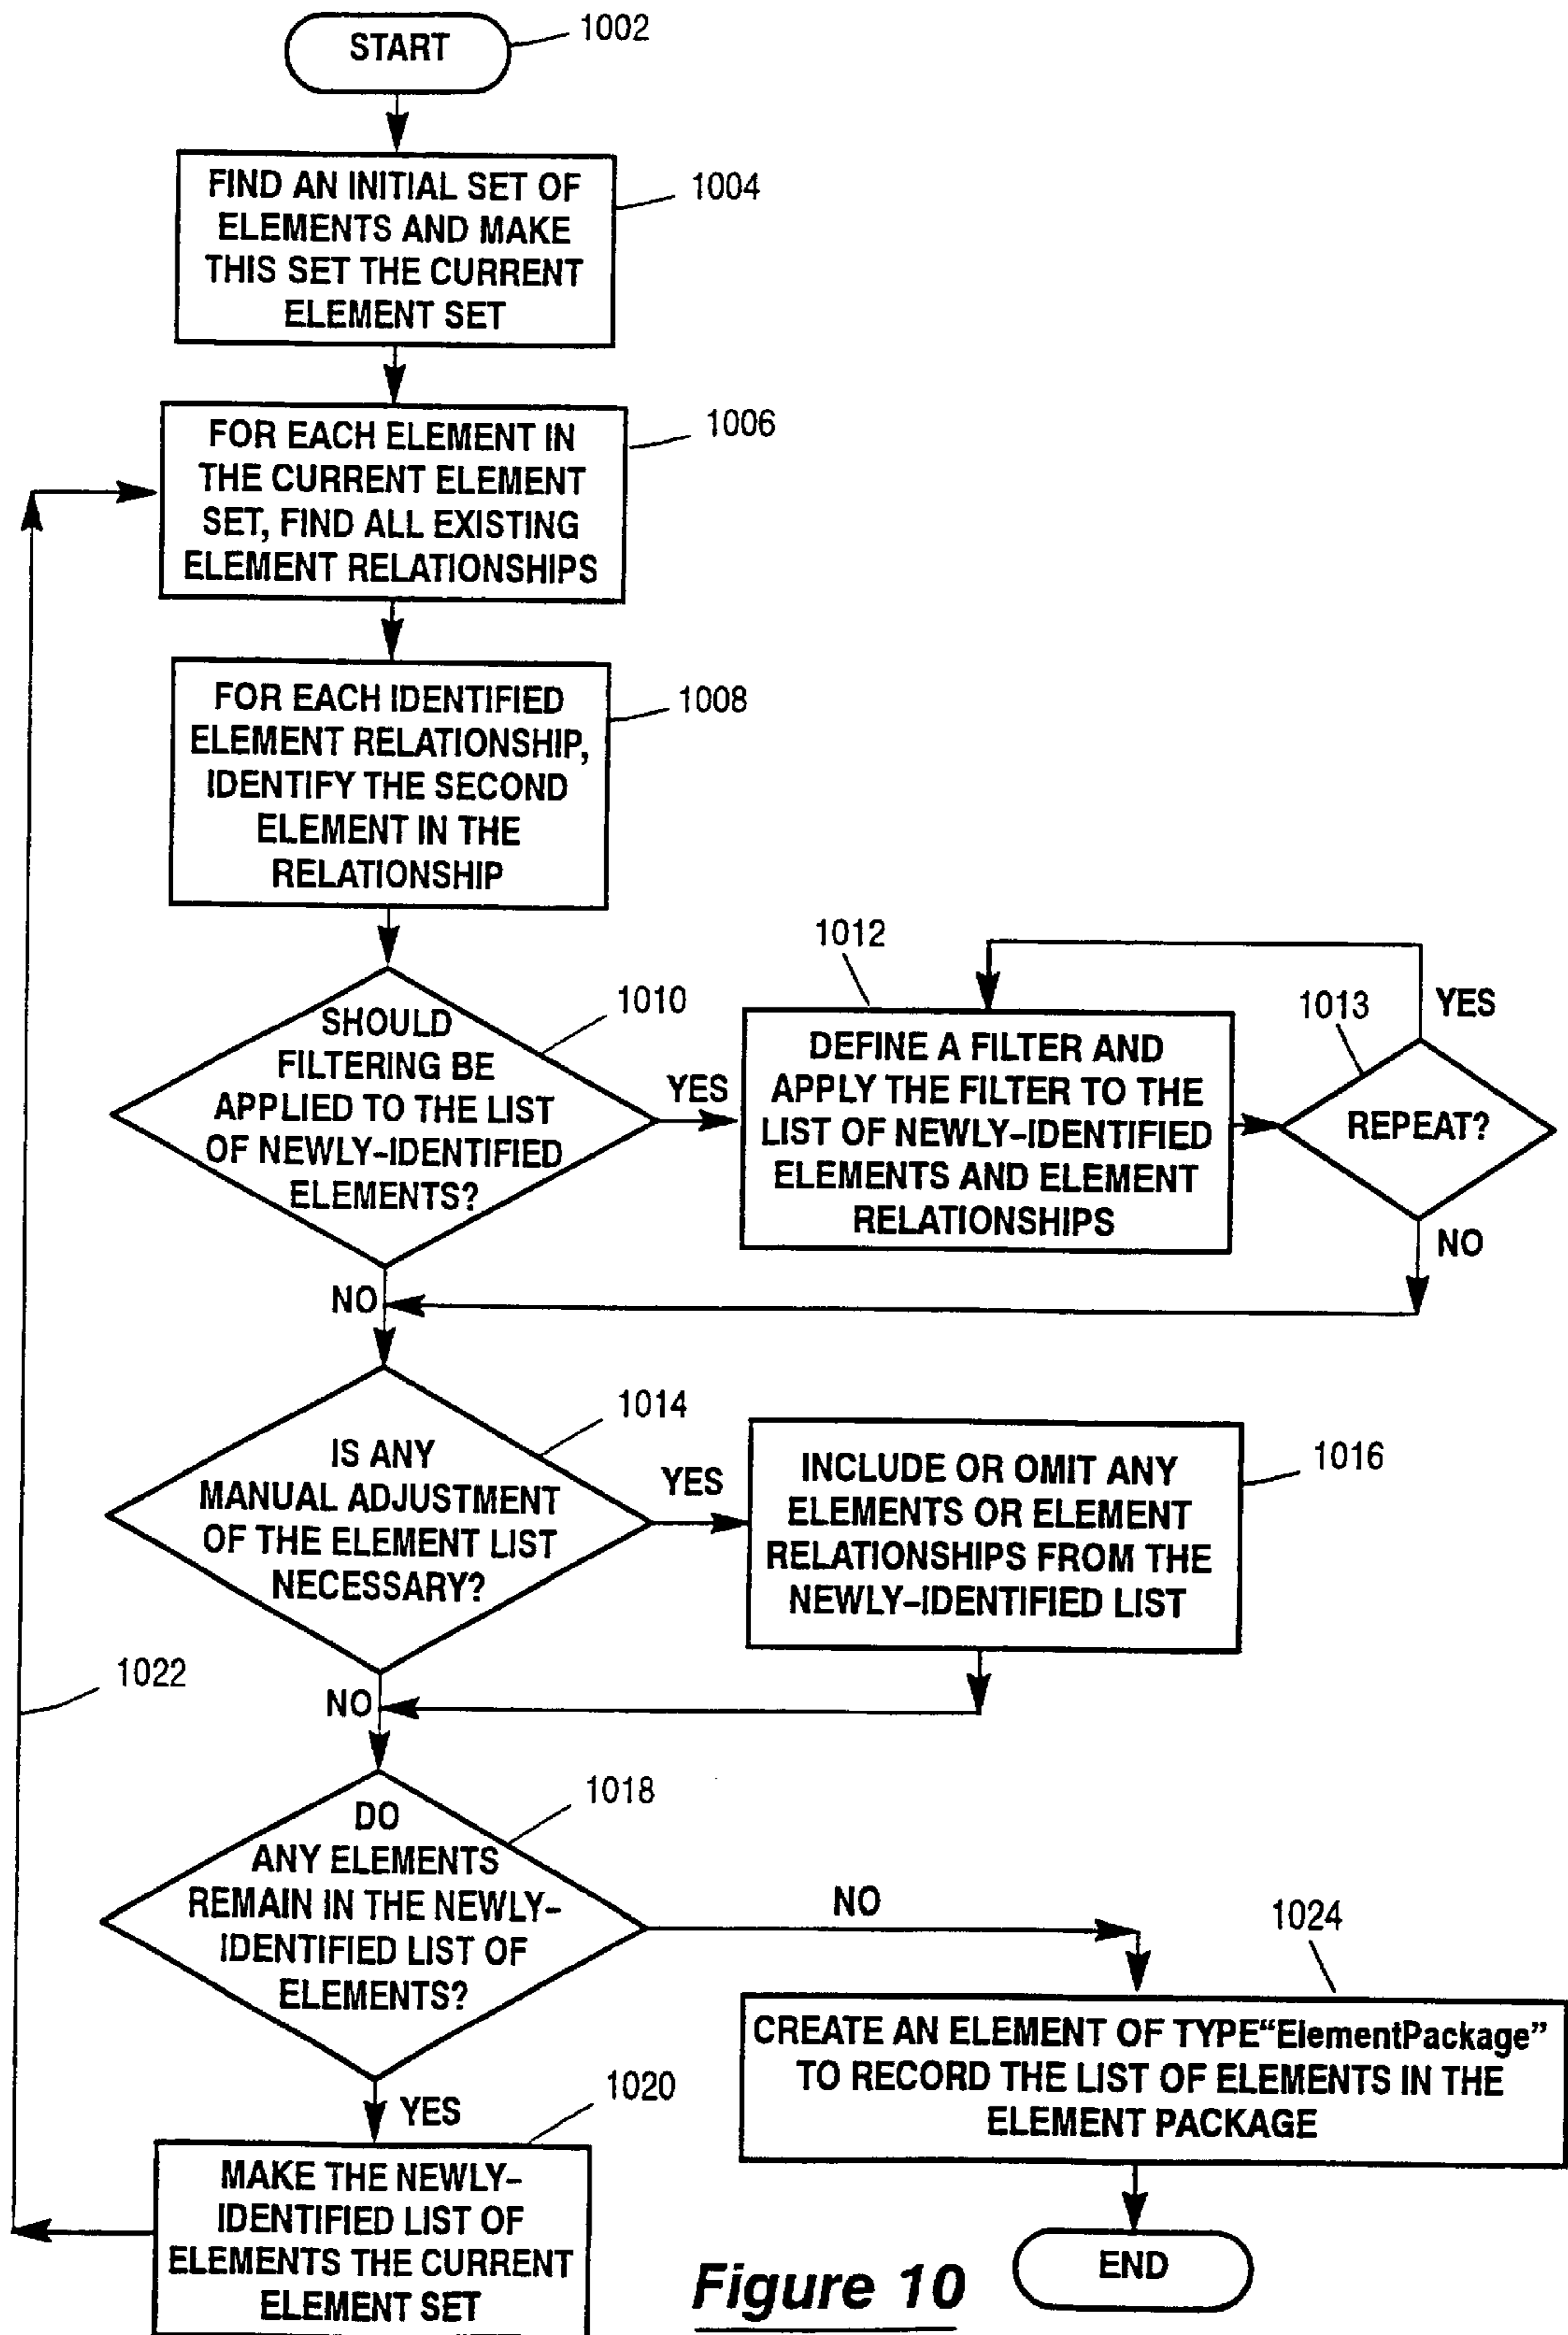 START
1002
FIND AN INITIAL SET OF
ELEMENTS AND MAKE
THIS SET THE CURRENT
ELEMENT SET
1004
FOR EACH ELEMENT IN
THE CURRENT ELEMENT
SET, FIND ALL EXISTING
ELEMENT RELATIONSHIPS
1006
FOR EACH IDENTIFIED
ELEMENT RELATIONSHIP,
IDENTIFY THE SECOND
ELEMENT IN THE
RELATIONSHIP
1008
SHOULD
FILTERING BE
APPLIED TO THE LIST
OF NEWLY-IDENTIFIED
ELEMENTS?
1010
YES
1012
DEFINE A FILTER AND
APPLY THE FILTER TO THE
LIST OF NEWLY-IDENTIFIED
ELEMENTS AND ELEMENT
RELATIONSHIPS
1013
YES
REPEAT?
NO
NO
IS ANY
MANUAL ADJUSTMENT
OF THE ELEMENT LIST
NECESSARY?
1014
YES
INCLUDE OR OMIT ANY
ELEMENTS OR ELEMENT
RELATIONSHIPS FROM THE
NEWLY-IDENTIFIED LIST
1016
1022
NO
DO
ANY ELEMENTS
REMAIN IN THE NEWLY-
IDENTIFIED LIST OF
ELEMENTS?
1018
NO
1024
CREATE AN ELEMENT OF TYPE“ElementPackage”
TO RECORD THE LIST OF ELEMENTS IN THE
ELEMENT PACKAGE
YES
1020
MAKE THE NEWLY-
IDENTIFIED LIST OF
ELEMENTS THE CURRENT
ELEMENT SET
END
Figure 10